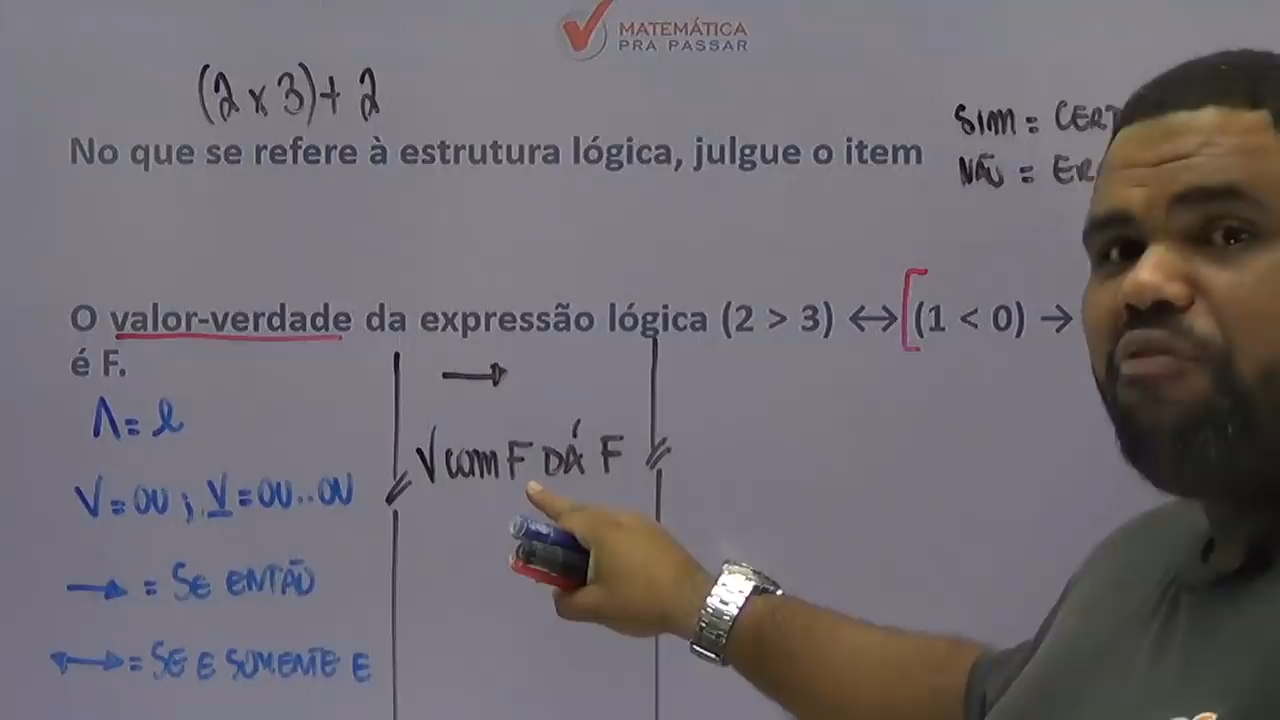 MATEMÁTICA
PRA PASSAR
(2 x 3) + 2
SIM = CERT
NÃO = ER
No que se refere à estrutura lógica, julgue o item
O valor-verdade da expressão lógica (2 > 3) ↔ [(1 < 0) →
é F.
Λ = e
V com F DÁ F
V = OU ; V = OU..OU
→ = SE ENTÃO
↔ = SE E SOMENTE E